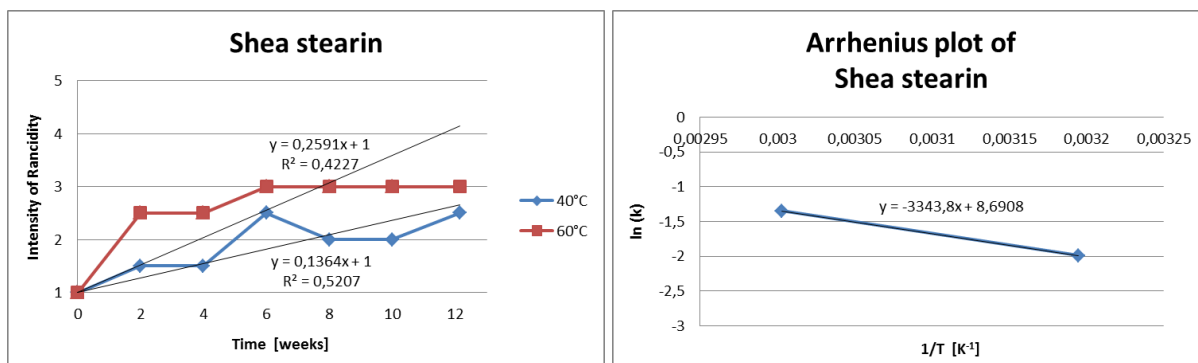 Shea stearin
Intensity of Rancidity
5
4
3
2
1
y = 0,2591x + 1
R² = 0,4227
y = 0,1364x + 1
R² = 0,5207
0 2 4 6 8 10 12
Time [weeks]
40°C
60°C
Arrhenius plot of
Shea stearin
ln (k)
0
-0,5
-1
-1,5
-2
-2,5
-3
0,00295 0,003 0,00305 0,0031 0,00315 0,0032 0,00325
y = -3343,8x + 8,6908
1/T [K⁻¹]